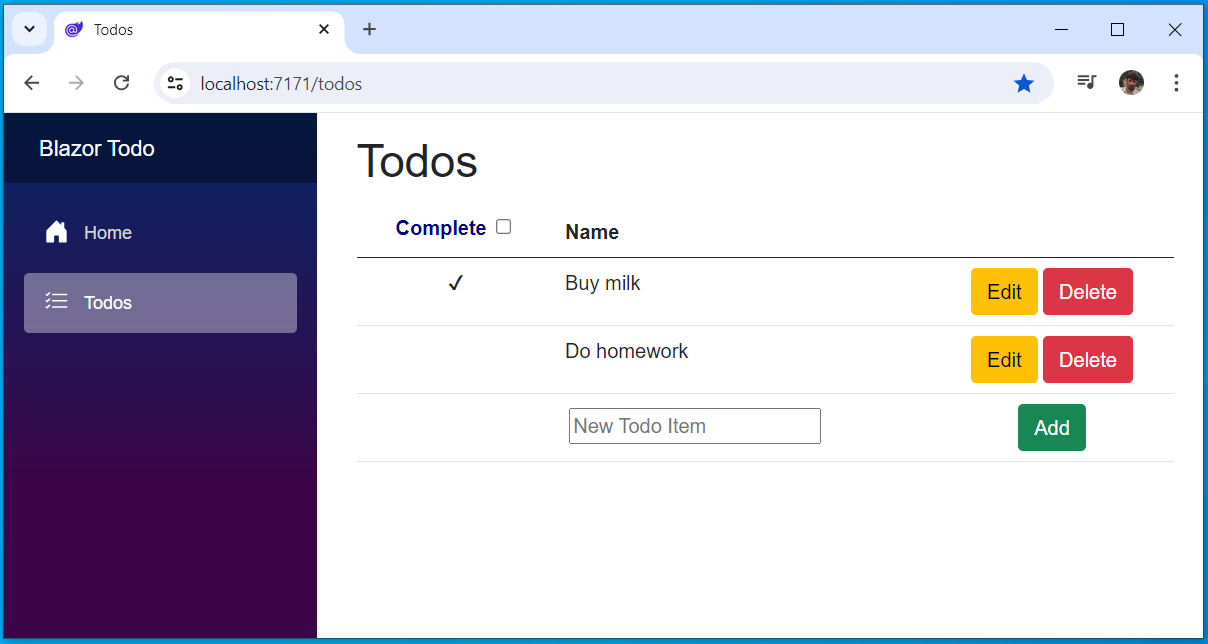 Todos
localhost:7171/todos
Blazor Todo
Home
Todos
Todos
Complete Name
Buy milk Edit Delete
Do homework Edit Delete
New Todo Item Add